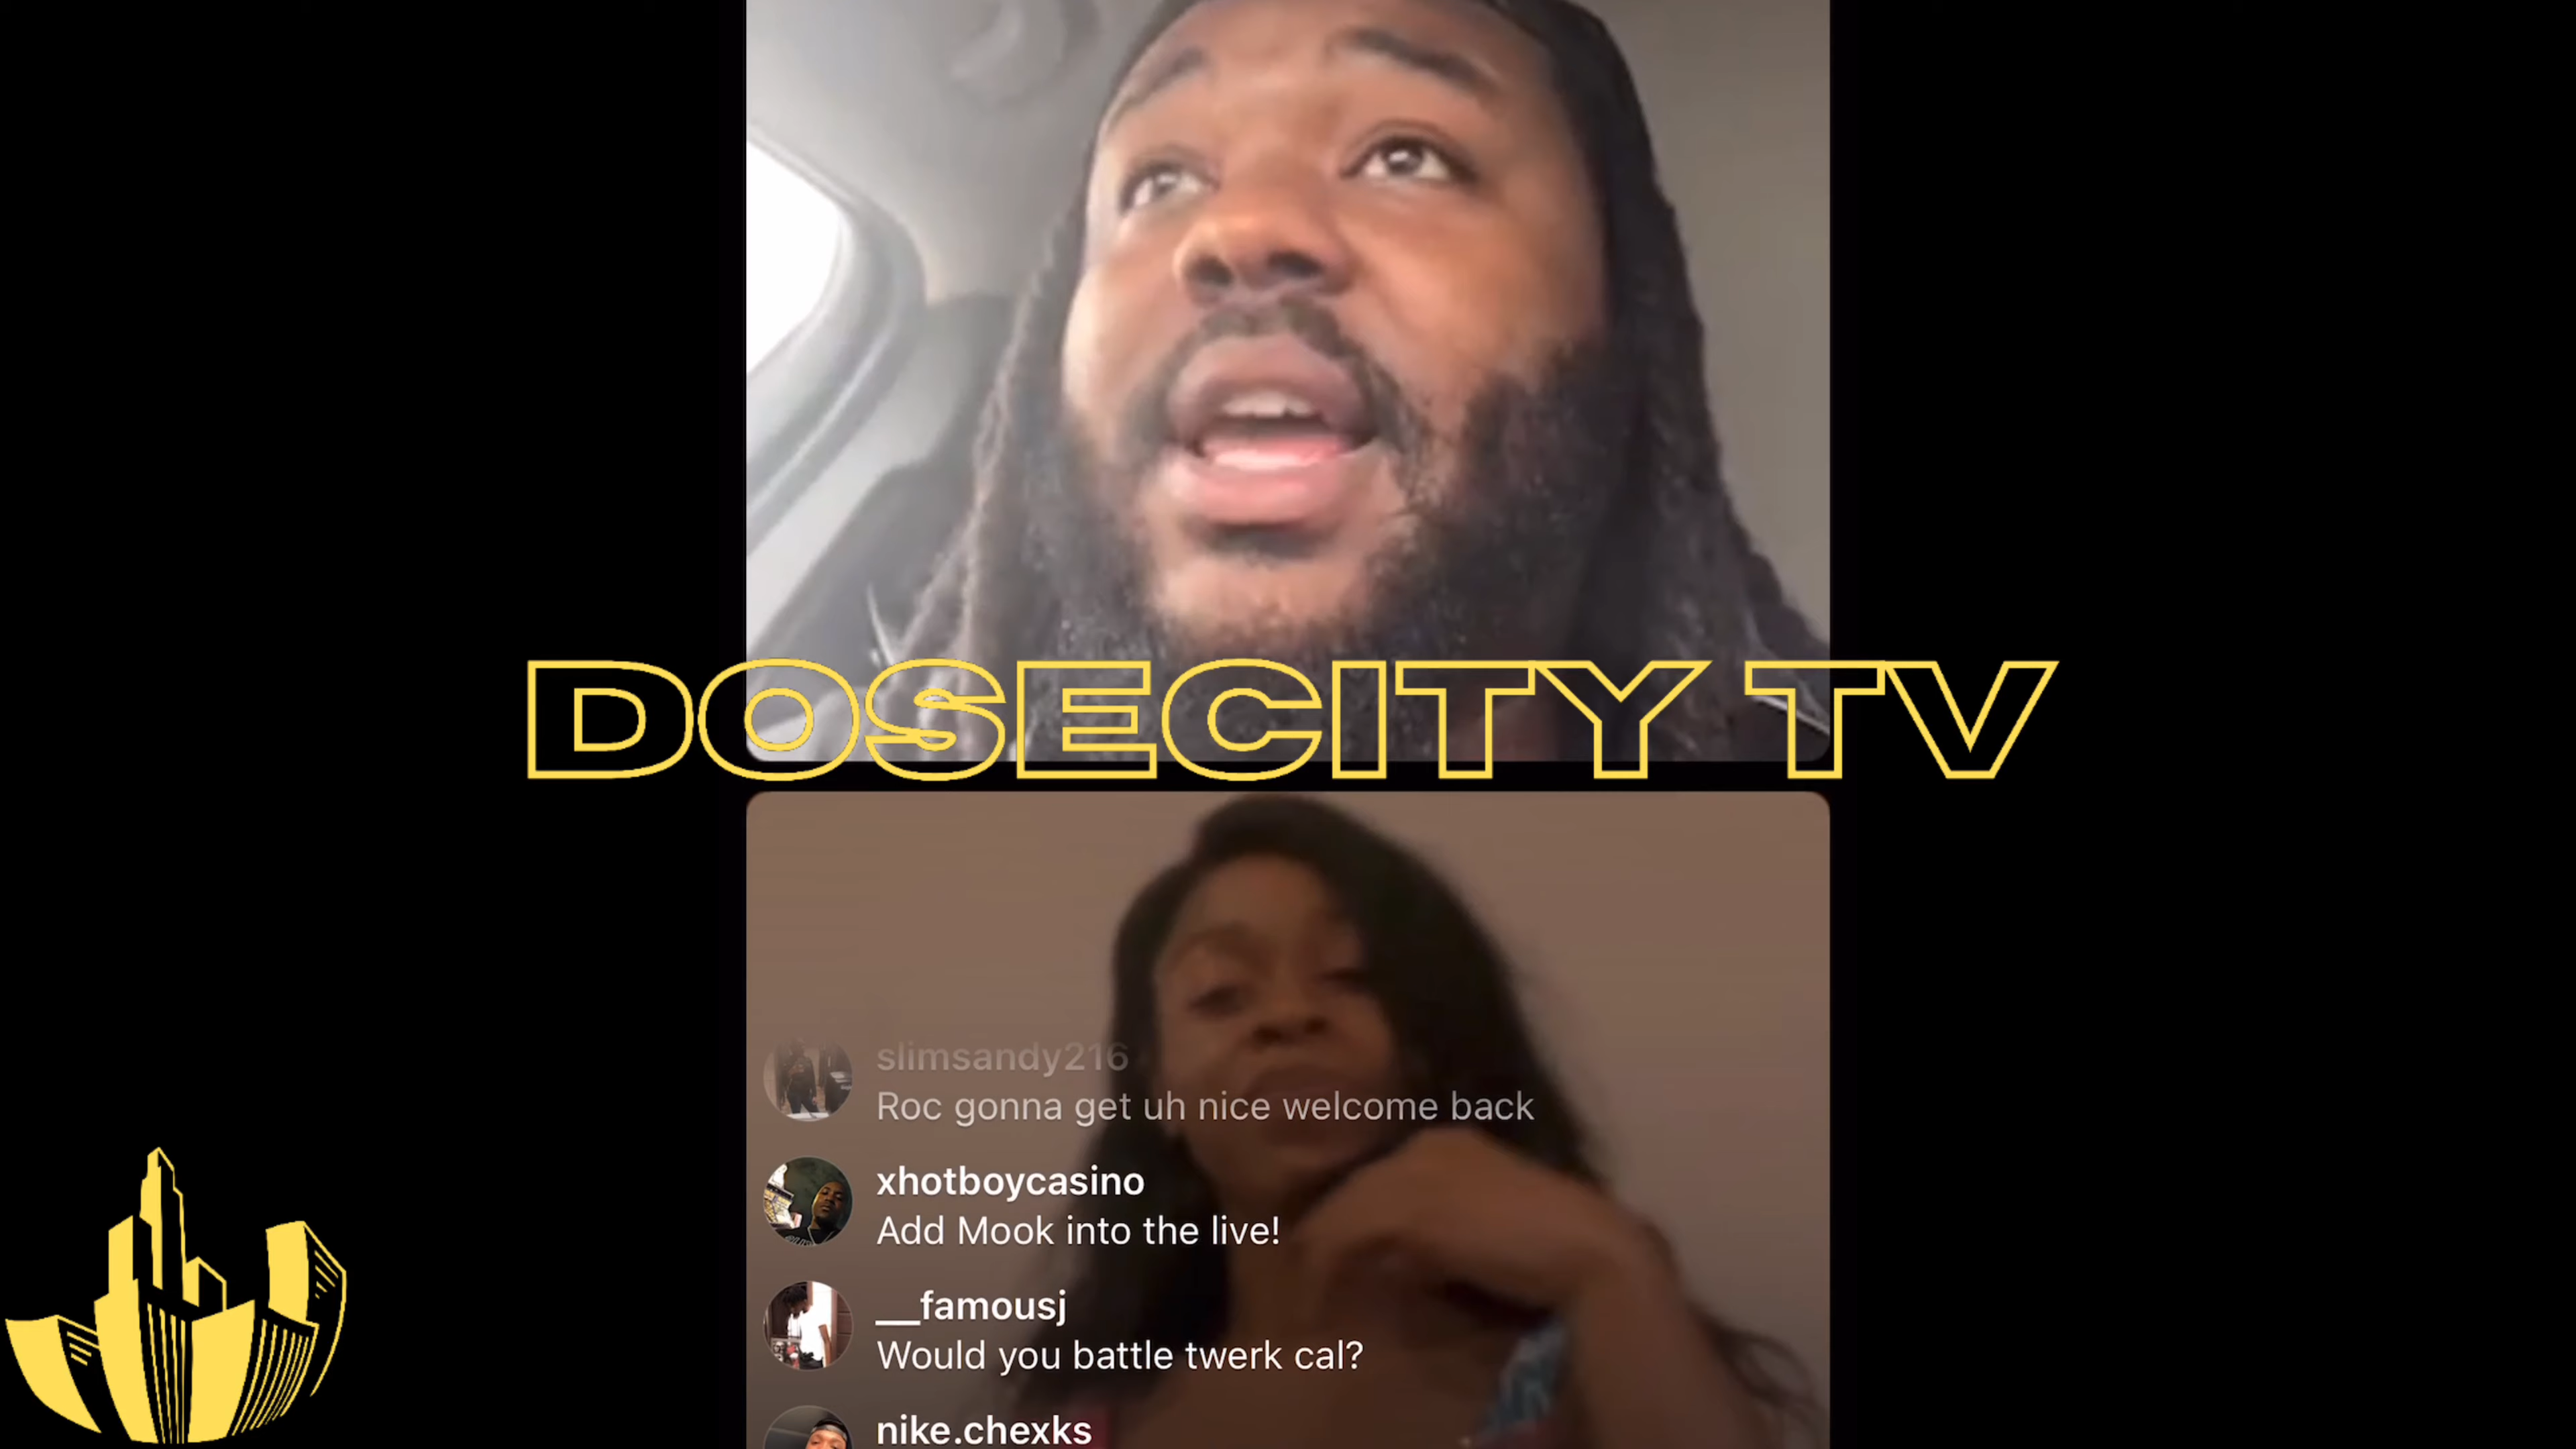 DOSECITY TV
slimsandy216
Roc gonna get uh nice welcome back
xhotboycasino
Add Mook into the live!
__famousj
Would you battle twerk cal?
nike.chexks